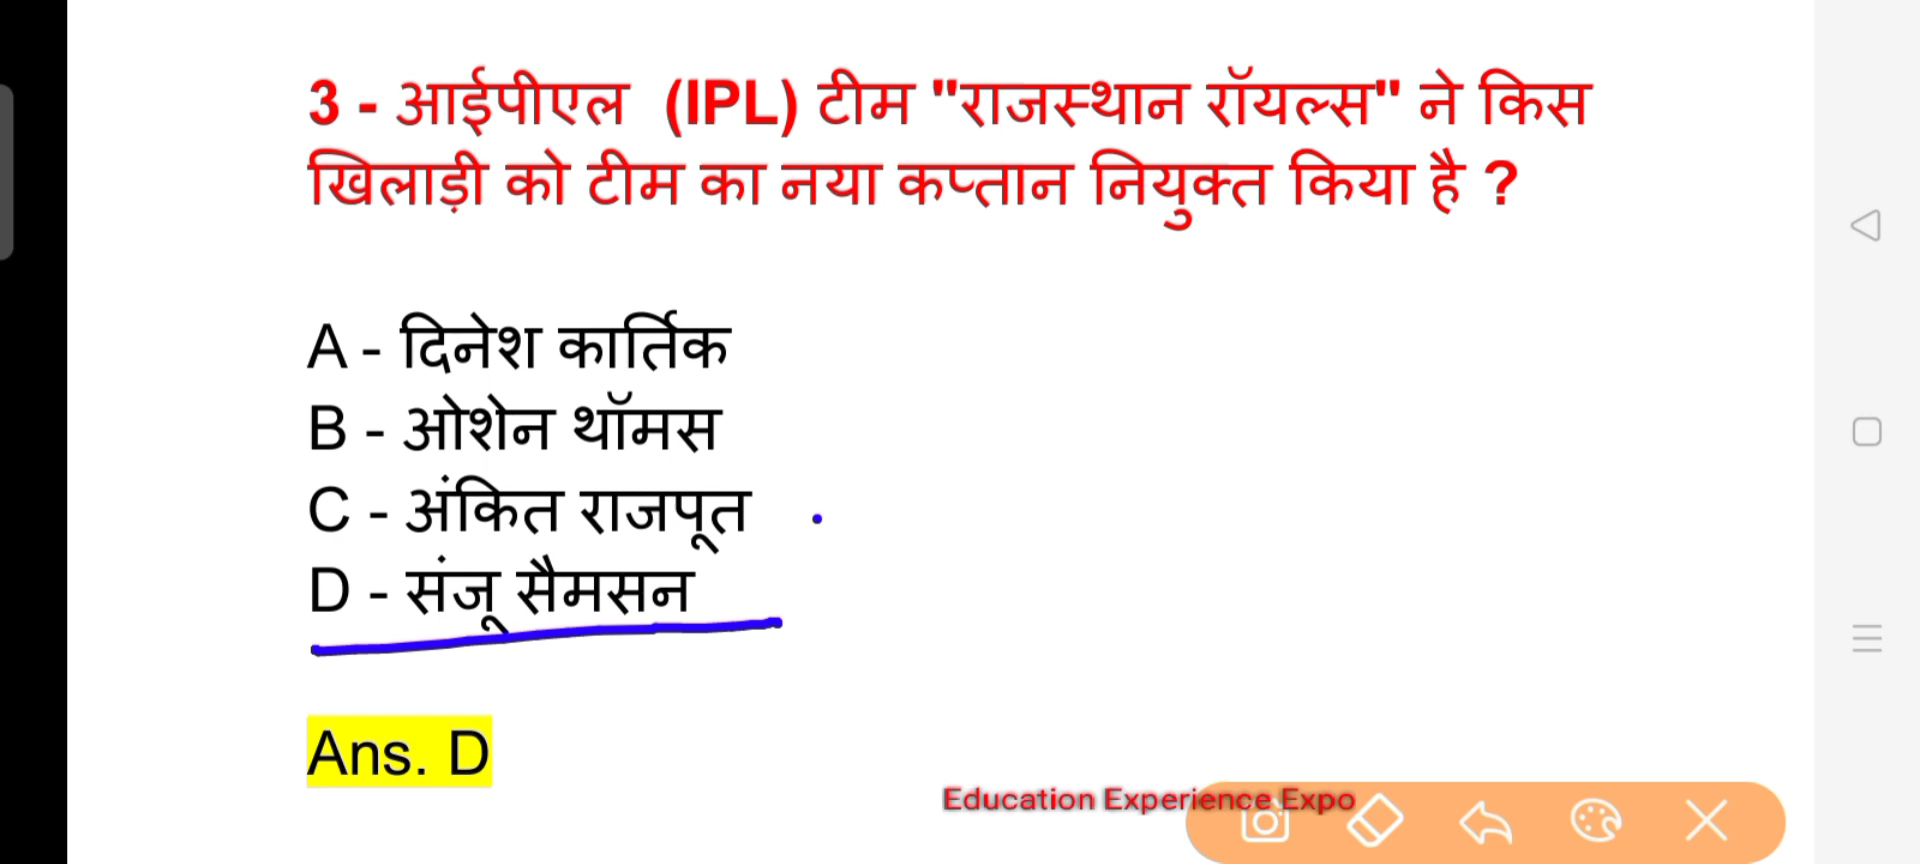 3 - आईपीएल  (IPL) टीम "राजस्थान रॉयल्स" ने किस
खिलाड़ी को टीम का नया कप्तान नियुक्त किया है ?
A - दिनेश कार्तिक
B - ओशेन थॉमस
C - अंकित राजपूत
D - संजू सैमसन
Ans. D
Education Experience Expo